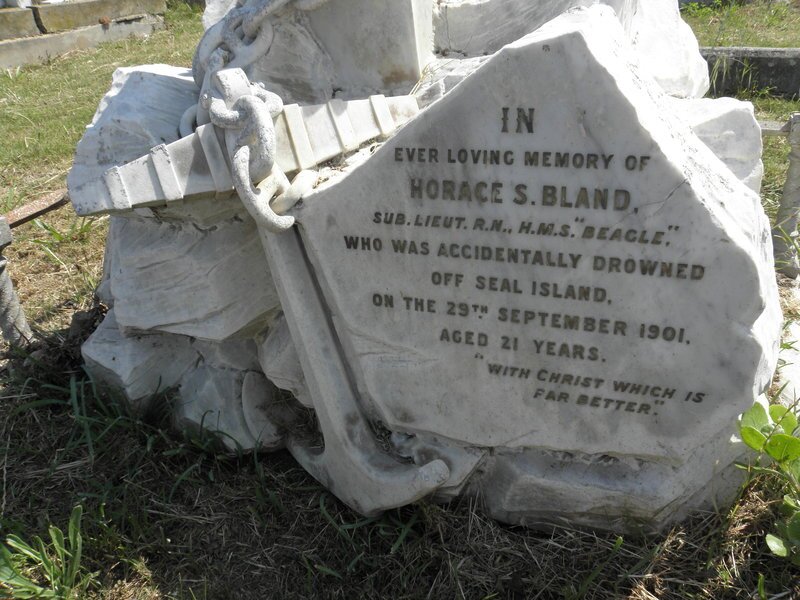 IN
EVER LOVING MEMORY OF
HORACE S. BLAND,
SUB. LIEUT. R.N., H.M.S. "BEAGLE,"
WHO WAS ACCIDENTALLY DROWNED
OFF SEAL ISLAND,
ON THE 29TH SEPTEMBER 1901.
AGED 21 YEARS.
"WITH CHRIST WHICH IS
FAR BETTER."